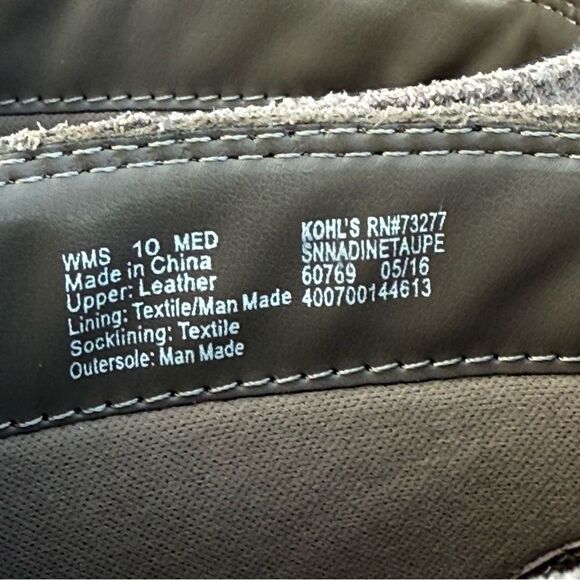 WMS 10 MED
Made in China
Upper: Leather
Lining: Textile/Man Made
Socklining: Textile
Outersole: Man Made
KOHL'S RN#73277
SNNADINETAUPE
60769 05/16
400700144613